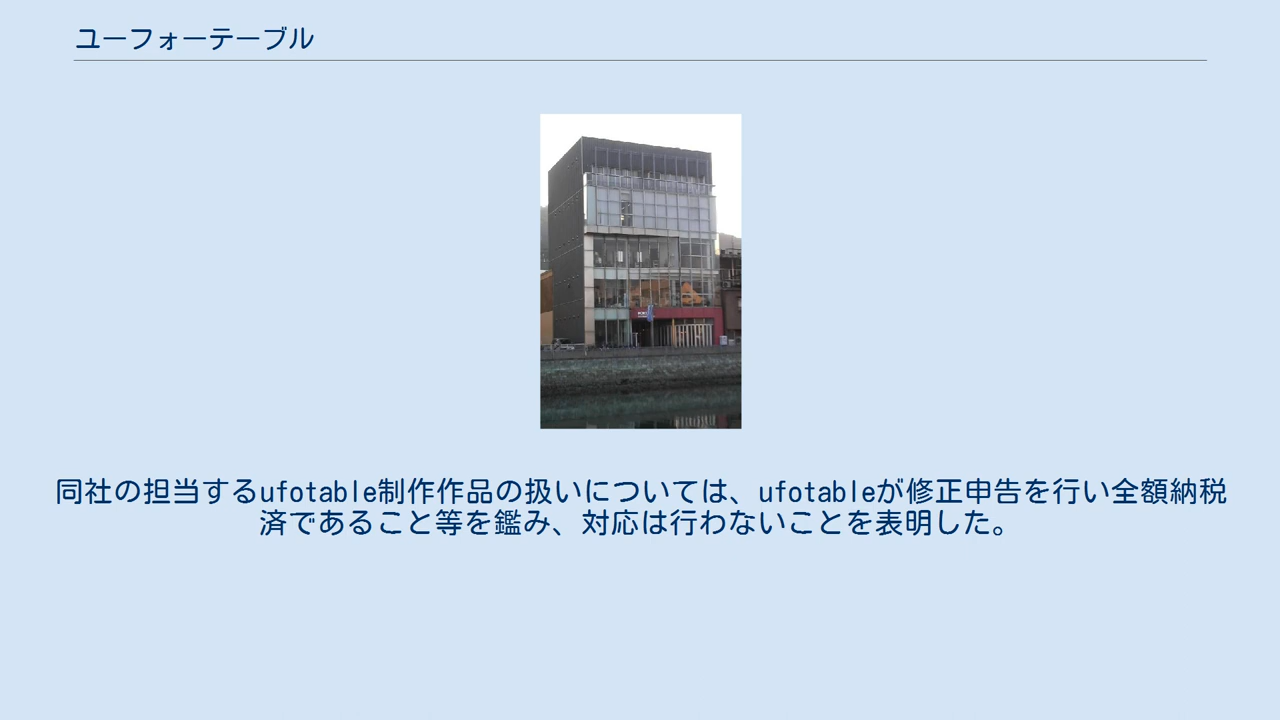 ユーフォーテーブル
同社の担当するufotable制作作品の扱いについては、ufotableが修正申告を行い全額納税
済であること等を鑑み、対応は行わないことを表明した。